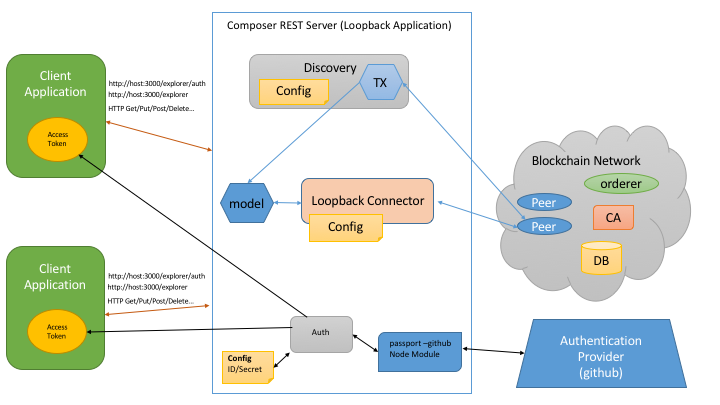 Composer REST Server (Loopback Application)
Client
Application
Access
Token
http://host:3000/explorer/auth
http://host:3000/explorer
HTTP Get/Put/Post/Delete...
Discovery
Config
TX
model
Loopback Connector
Config
Blockchain Network
orderer
Peer
Peer
CA
DB
Client
Application
Access
Token
http://host:3000/explorer/auth
http://host:3000/explorer
HTTP Get/Put/Post/Delete...
Auth
Config
ID/Secret
passport –github
Node Module
Authentication
Provider
(github)